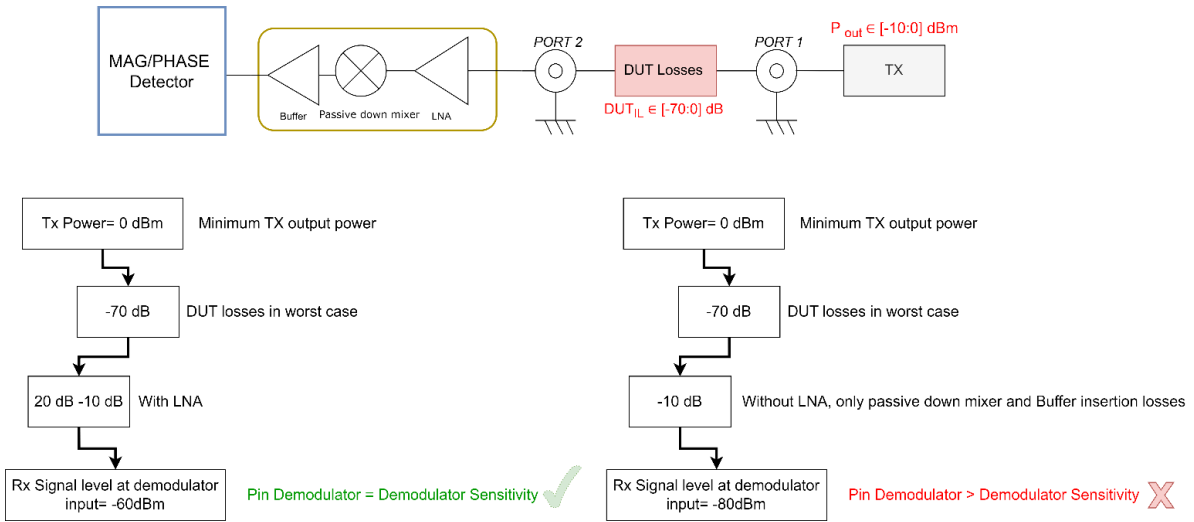 MAG/PHASE
Detector
Buffer
Passive down mixer
LNA
PORT 2
DUT Losses
DUT_IL ∈ [-70:0] dB
PORT 1
P_out ∈ [-10:0] dBm
TX
Tx Power= 0 dBm
Minimum TX output power
-70 dB
DUT losses in worst case
20 dB -10 dB
With LNA
Rx Signal level at demodulator
input= -60dBm
Pin Demodulator = Demodulator Sensitivity
Tx Power= 0 dBm
Minimum TX output power
-70 dB
DUT losses in worst case
-10 dB
Without LNA, only passive down mixer and Buffer insertion losses
Rx Signal level at demodulator
input= -80dBm
Pin Demodulator > Demodulator Sensitivity